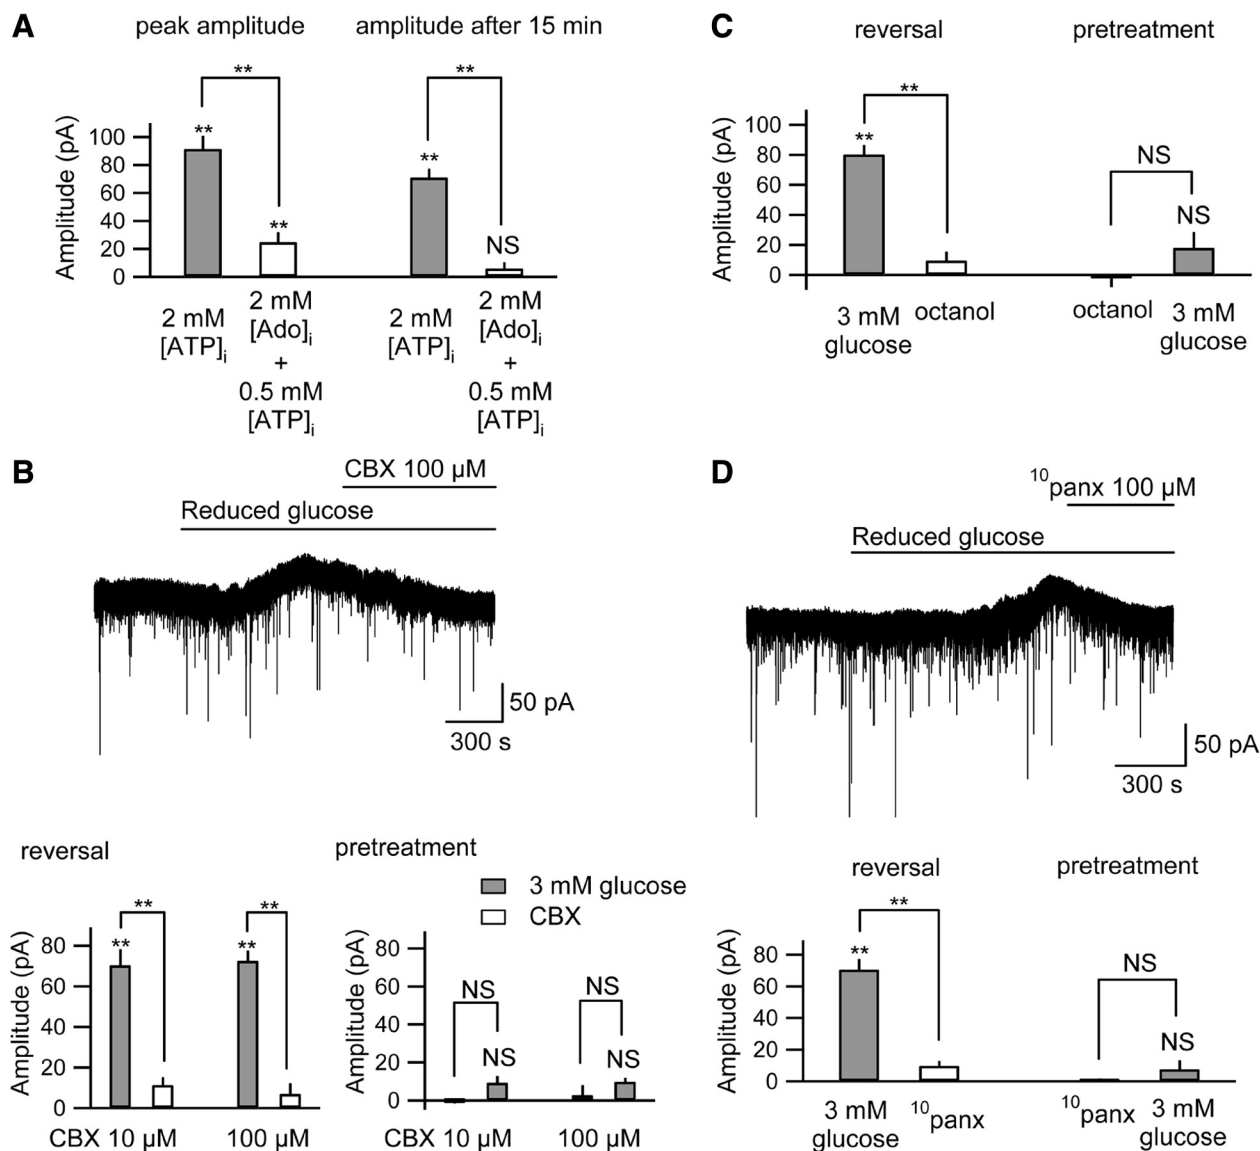 A
peak amplitude
amplitude after 15 min
**
**
Amplitude (pA)
100
80
60
40
20
0
**
**
**
NS
2 mM
[ATP]i
2 mM
[Ado]i
+
0.5 mM
[ATP]i
2 mM
[ATP]i
2 mM
[Ado]i
+
0.5 mM
[ATP]i
B
CBX 100 µM
Reduced glucose
50 pA
300 s
reversal
**
**
Amplitude (pA)
80
60
40
20
0
**
**
CBX 10 µM
100 µM
pretreatment
3 mM glucose
CBX
Amplitude (pA)
80
60
40
20
0
NS
NS
NS
NS
CBX 10 µM
100 µM
C
reversal
pretreatment
**
Amplitude (pA)
100
80
60
40
20
0
**
NS
NS
3 mM
glucose
octanol
octanol
3 mM
glucose
D
10panx 100 µM
Reduced glucose
50 pA
300 s
reversal
pretreatment
**
Amplitude (pA)
80
60
40
20
0
**
NS
NS
3 mM
glucose
10panx
10panx
3 mM
glucose